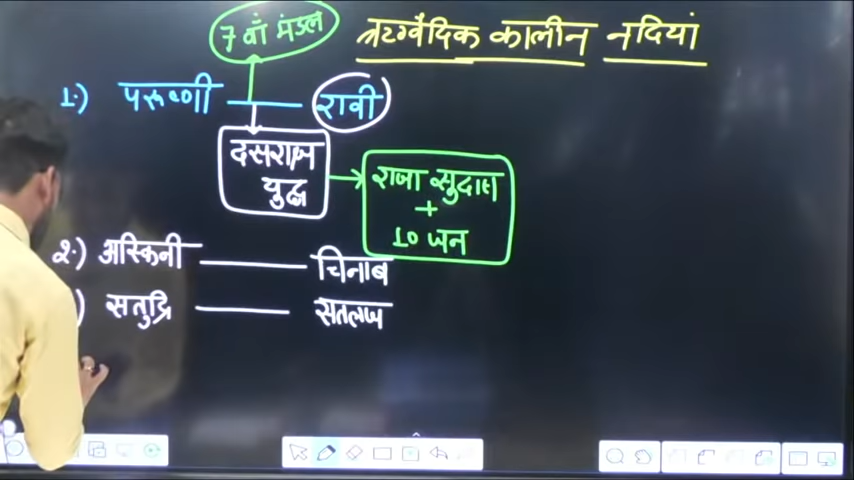 7 वाँ मंडल
ऋग्वैदिक कालीन नदियां
1.) परूष्णी — रावी
दसराज्ञ
युद्ध
राजा सुदास
+
10 जन
2.) अस्किनी — चिनाब
) सतुद्रि — सतलज